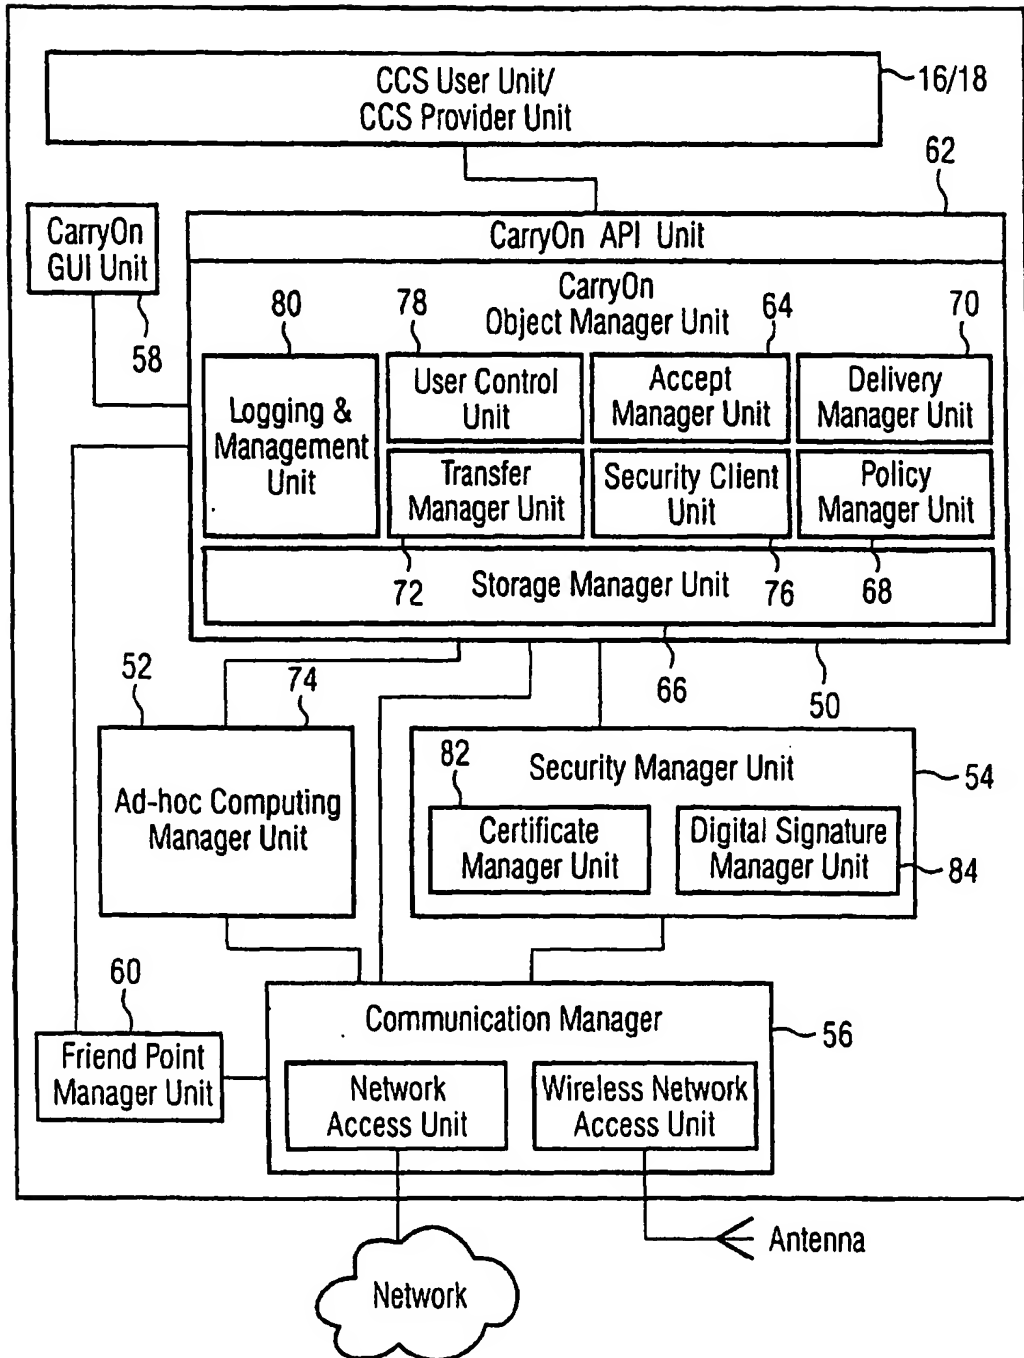 CCS User Unit/
CCS Provider Unit
16/18
62
CarryOn
GUI Unit
58
CarryOn API Unit
CarryOn
Object Manager Unit
80
78
64
70
Logging &
Management
Unit
User Control
Unit
Accept
Manager Unit
Delivery
Manager Unit
Transfer
Manager Unit
Security Client
Unit
Policy
Manager Unit
72
Storage Manager Unit
76
68
66
50
52
74
Ad-hoc Computing
Manager Unit
82
Security Manager Unit
54
Certificate
Manager Unit
Digital Signature
Manager Unit
84
60
Friend Point
Manager Unit
Communication Manager
56
Network
Access Unit
Wireless Network
Access Unit
Antenna
Network